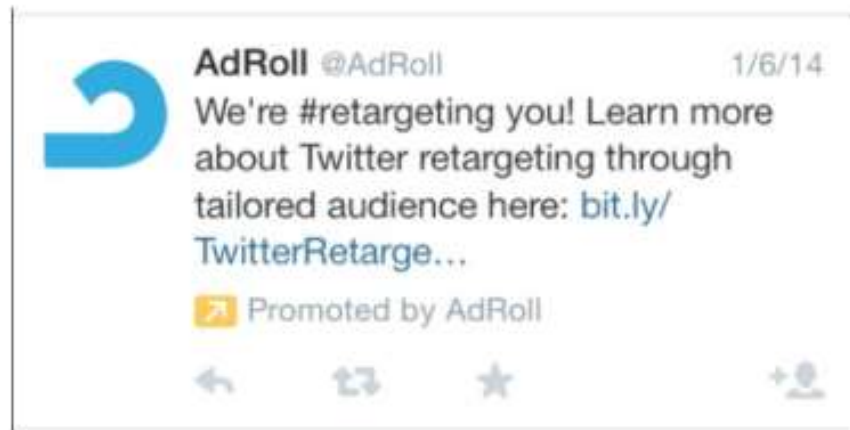 AdRoll @AdRoll 1/6/14
We're #retargeting you! Learn more
about Twitter retargeting through
tailored audience here: bit.ly/
TwitterRetarge...
Promoted by AdRoll